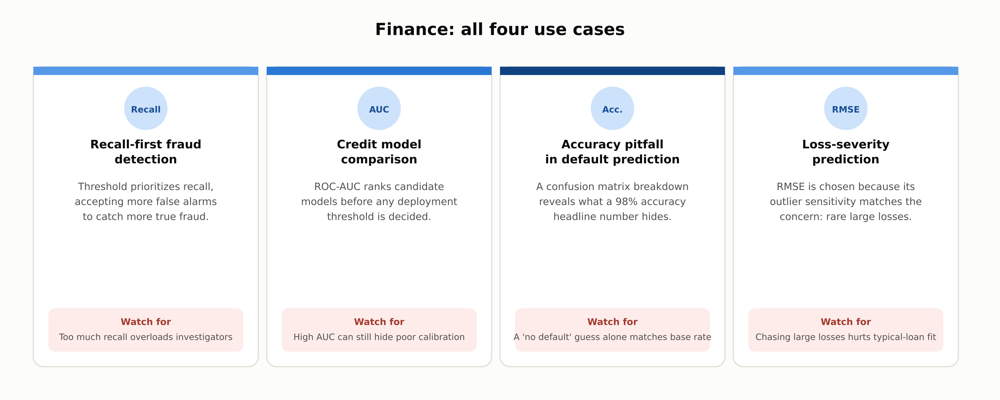 Finance: all four use cases
Recall
Recall-first fraud
detection
Threshold prioritizes recall,
accepting more false alarms
to catch more true fraud.
Watch for
Too much recall overloads investigators
AUC
Credit model
comparison
ROC-AUC ranks candidate
models before any deployment
threshold is decided.
Watch for
High AUC can still hide poor calibration
Acc.
Accuracy pitfall
in default prediction
A confusion matrix breakdown
reveals what a 98% accuracy
headline number hides.
Watch for
A 'no default' guess alone matches base rate
RMSE
Loss-severity
prediction
RMSE is chosen because its
outlier sensitivity matches the
concern: rare large losses.
Watch for
Chasing large losses hurts typical-loan fit